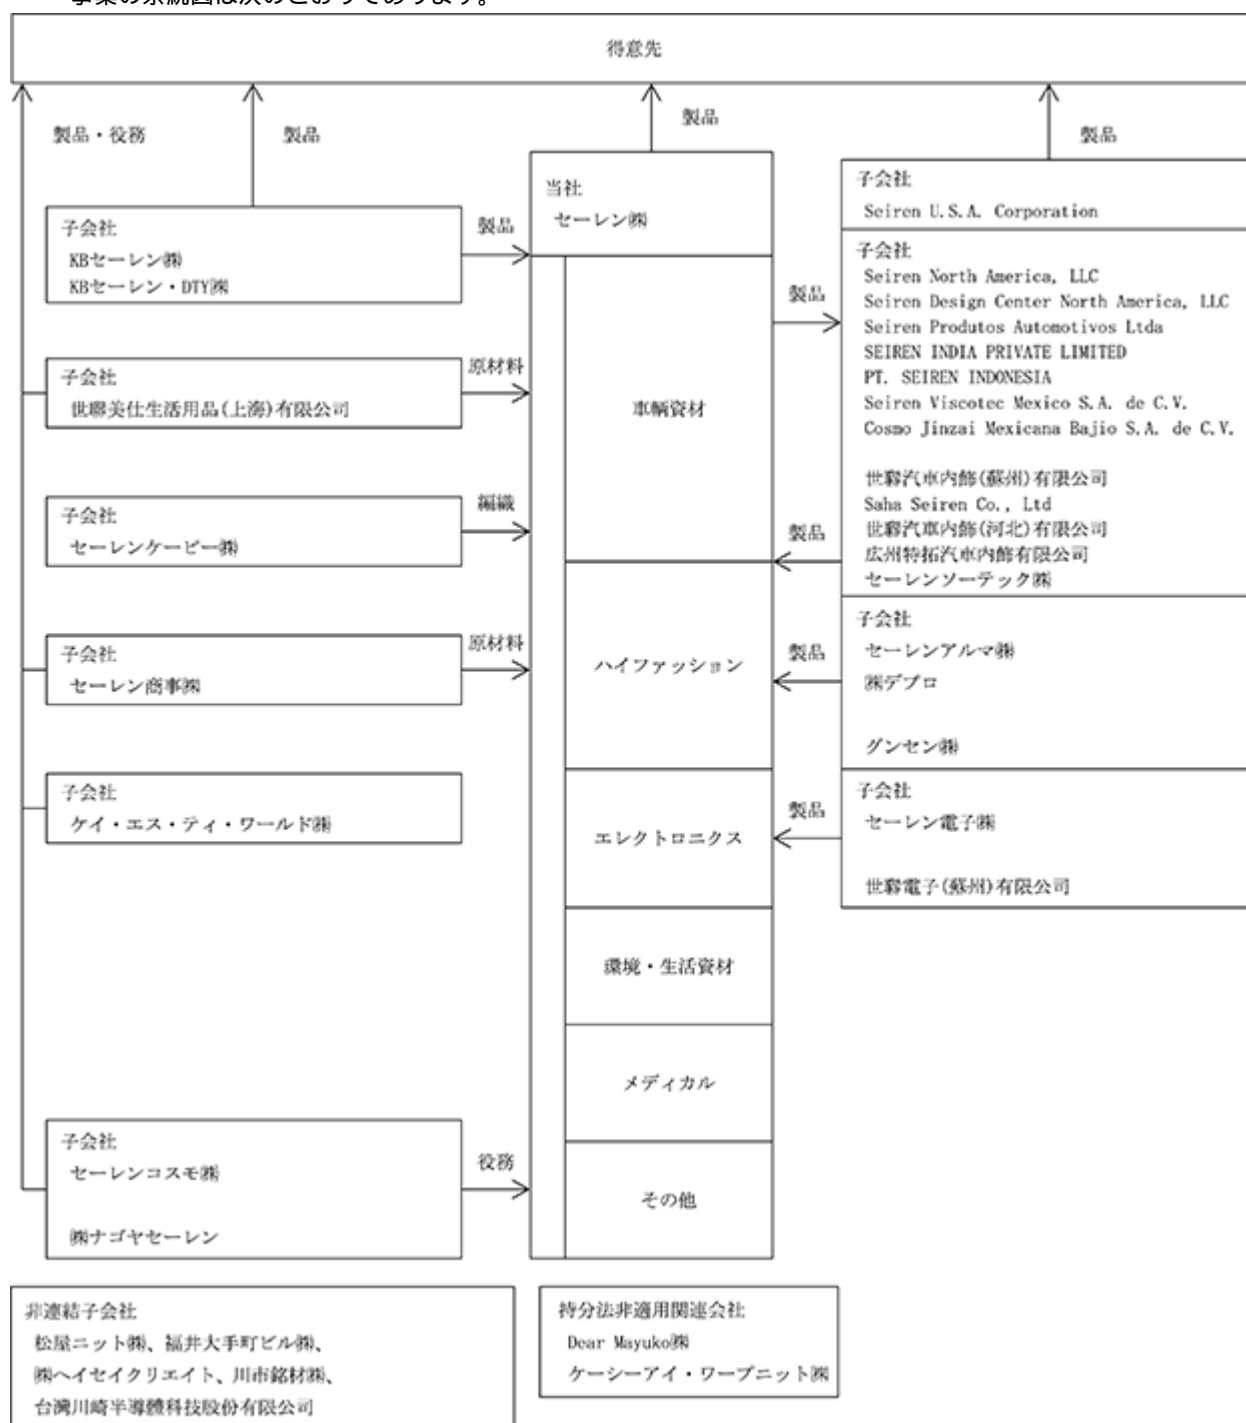 事業の系統図は次のとおりであります。
得意先
製品・役務
製品
製品
製品
子会社
KBセーレン㈱
KBセーレン・DTY㈱
製品
子会社
世聯美仕生活用品(上海)有限公司
原材料
子会社
セーレンケーピー㈱
編織
子会社
セーレン商事㈱
原材料
子会社
ケイ・エス・ティ・ワールド㈱
子会社
セーレンコスモ㈱
㈱ナゴヤセーレン
役務
当社
セーレン㈱
車輌資材
ハイファッション
エレクトロニクス
環境・生活資材
メディカル
その他
製品
製品
製品
製品
子会社
Seiren U.S.A. Corporation
子会社
Seiren North America, LLC
Seiren Design Center North America, LLC
Seiren Produtos Automotivos Ltda
SEIREN INDIA PRIVATE LIMITED
PT. SEIREN INDONESIA
Seiren Viscotec Mexico S.A. de C.V.
Cosmo Jinzai Mexicana Bajio S.A. de C.V.
世聯汽車内飾(蘇州)有限公司
Saha Seiren Co., Ltd
世聯汽車内飾(河北)有限公司
広州特拓汽車内飾有限公司
セーレンソーテック㈱
子会社
セーレンアルマ㈱
㈱デプロ
グンセン㈱
子会社
セーレン電子㈱
世聯電子(蘇州)有限公司
非連結子会社
松屋ニット㈱、福井大手町ビル㈱、
㈱ヘイセイクリエイト、川市銘材㈱、
台灣川崎半導體科技股份有限公司
持分法非適用関連会社
Dear Mayuko㈱
ケーシーアイ・ワープニット㈱